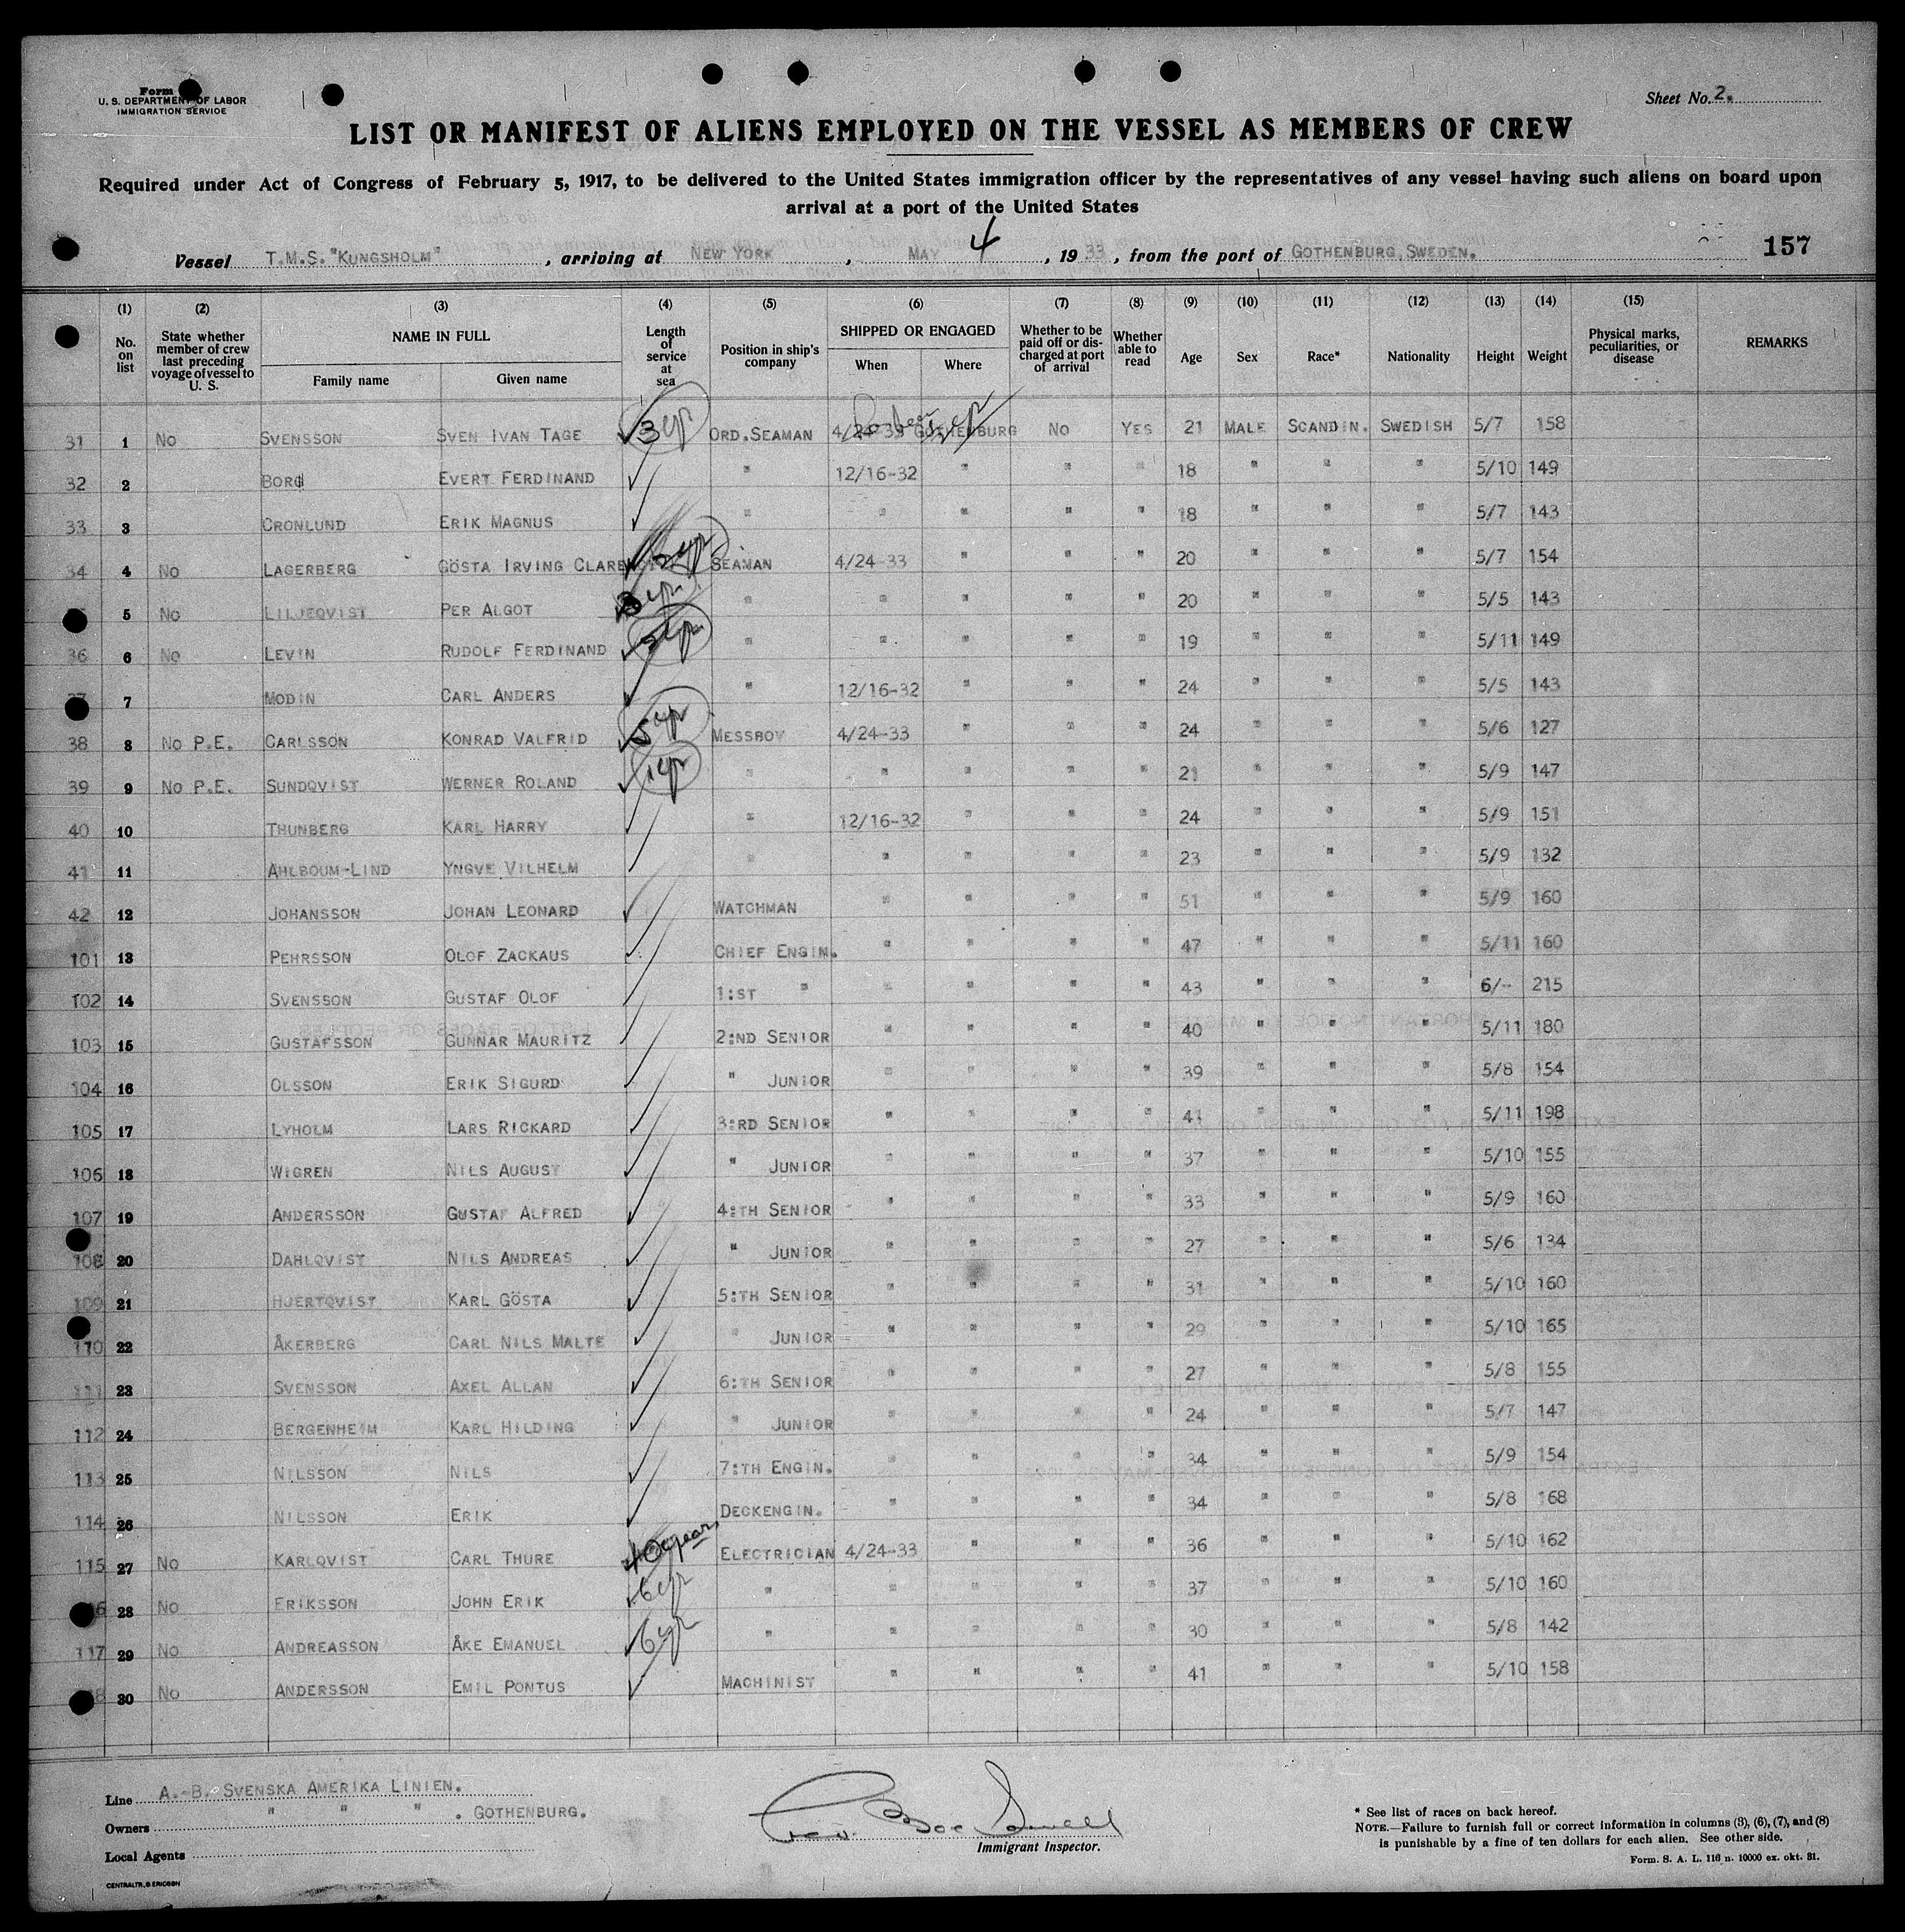 Form
U. S. DEPARTMENT OF LABOR
IMMIGRATION SERVICE
Sheet No. 2.
LIST OR MANIFEST OF ALIENS EMPLOYED ON THE VESSEL AS MEMBERS OF CREW
Required under Act of Congress of February 5, 1917, to be delivered to the United States immigration officer by the representatives of any vessel having such aliens on board upon
arrival at a port of the United States
Vessel T.M.S. "KUNGSHOLM", arriving at NEW YORK, MAY 4, 1933, from the port of GOTHENBURG, SWEDEN. 157
(1) (2) (3) (4) (5) (6) (7) (8) (9) (10) (11) (12) (13) (14) (15)
No. on list State whether member of crew last preceding voyage of vessel to U. S. NAME IN FULL Family name Given name Length of service at sea Position in ship's company SHIPPED OR ENGAGED When Where Whether to be paid off or discharged at port of arrival Whether able to read Age Sex Race* Nationality Height Weight Physical marks, peculiarities, or disease REMARKS
31 1 NO SVENSSON SVEN IVAN TAGE 3 yr ORD.SEAMAN 4/24-33 GOTHENBURG NO YES 21 MALE SCANDIN. SWEDISH 5/7 158
32 2 BORG EVERT FERDINAND " 12/16-32 " " " 18 " " " 5/10 149
33 3 CRONLUND ERIK MAGNUS " " " " " 18 " " " 5/7 143
34 4 NO LAGERBERG GÖSTA IRVING CLARENCE 2 yr SEAMAN 4/24-33 " " " 20 " " " 5/7 154
5 NO LILJEQVIST PER ALGOT 3 yr " " " " " 20 " " " 5/5 143
36 6 NO LEVIN RUDOLF FERDINAND " " " " " 19 " " " 5/11 149
37 7 MODIN CARL ANDERS " 12/16-32 " " " 24 " " " 5/5 143
38 8 NO P.E. CARLSSON KONRAD VALFRID 5 yr MESSBOY 4/24-33 " " " 24 " " " 5/6 127
39 9 NO P.E. SUNDQVIST WERNER ROLAND 1 yr " " " " " 21 " " " 5/9 147
40 10 THUNBERG KARL HARRY " 12/16-32 " " " 24 " " " 5/9 151
41 11 AHLBOUM-LIND YNGVE VILHELM " " " " " 23 " " " 5/9 132
42 12 JOHANSSON JOHAN LEONARD WATCHMAN " " " " 51 " " " 5/9 160
101 13 PEHRSSON OLOF ZACKAUS CHIEF ENGIN. " " " " 47 " " " 5/11 160
102 14 SVENSSON GUSTAF OLOF 1:ST " " " " " 43 " " " 6/-- 215
103 15 GUSTAFSSON GUNNAR MAURITZ 2:ND SENIOR " " " " 40 " " " 5/11 180
104 16 OLSSON ERIK SIGURD " JUNIOR " " " " 39 " " " 5/8 154
105 17 LYHOLM LARS RICKARD 3:RD SENIOR " " " " 41 " " " 5/11 198
106 18 WIGREN NILS AUGUST " JUNIOR " " " " 37 " " " 5/10 155
107 19 ANDERSSON GUSTAF ALFRED 4:TH SENIOR " " " " 33 " " " 5/9 160
108 20 DAHLQVIST NILS ANDREAS " JUNIOR " " " " 27 " " " 5/6 134
109 21 HJERTQVIST KARL GÖSTA 5:TH SENIOR " " " " 31 " " " 5/10 160
110 22 ÅKERBERG CARL NILS MALTE " JUNIOR " " " " 29 " " " 5/10 165
111 23 SVENSSON AXEL ALLAN 6:TH SENIOR " " " " 27 " " " 5/8 155
112 24 BERGENHEIM KARL HILDING " JUNIOR " " " " 24 " " " 5/7 147
113 25 NILSSON NILS 7:TH ENGIN. " " " " 34 " " " 5/9 154
114 26 NILSSON ERIK DECKENGIN. " " " " 34 " " " 5/8 168
115 27 NO KARLQVIST CARL THURE years ELECTRICIAN 4/24-33 " " " 36 " " " 5/10 162
28 NO ERIKSSON JOHN ERIK 6 yr " " " " " 37 " " " 5/10 160
117 29 NO ANDREASSON ÅKE EMANUEL 6 yr " " " " " 30 " " " 5/8 142
30 NO ANDERSSON EMIL PONTUS MACHINIST " " " " 41 " " " 5/10 158
Line A.-B. SVENSKA AMERIKA LINIEN.
Owners " " " . GOTHENBURG.
Local Agents
Immigrant Inspector.
* See list of races on back hereof.
NOTE.—Failure to furnish full or correct information in columns (3), (6), (7), and (8)
is punishable by a fine of ten dollars for each alien. See other side.
Form. S. A. L. 116 n. 10000 ex. okt. 31.
CENTRALTR. G. ERICSON